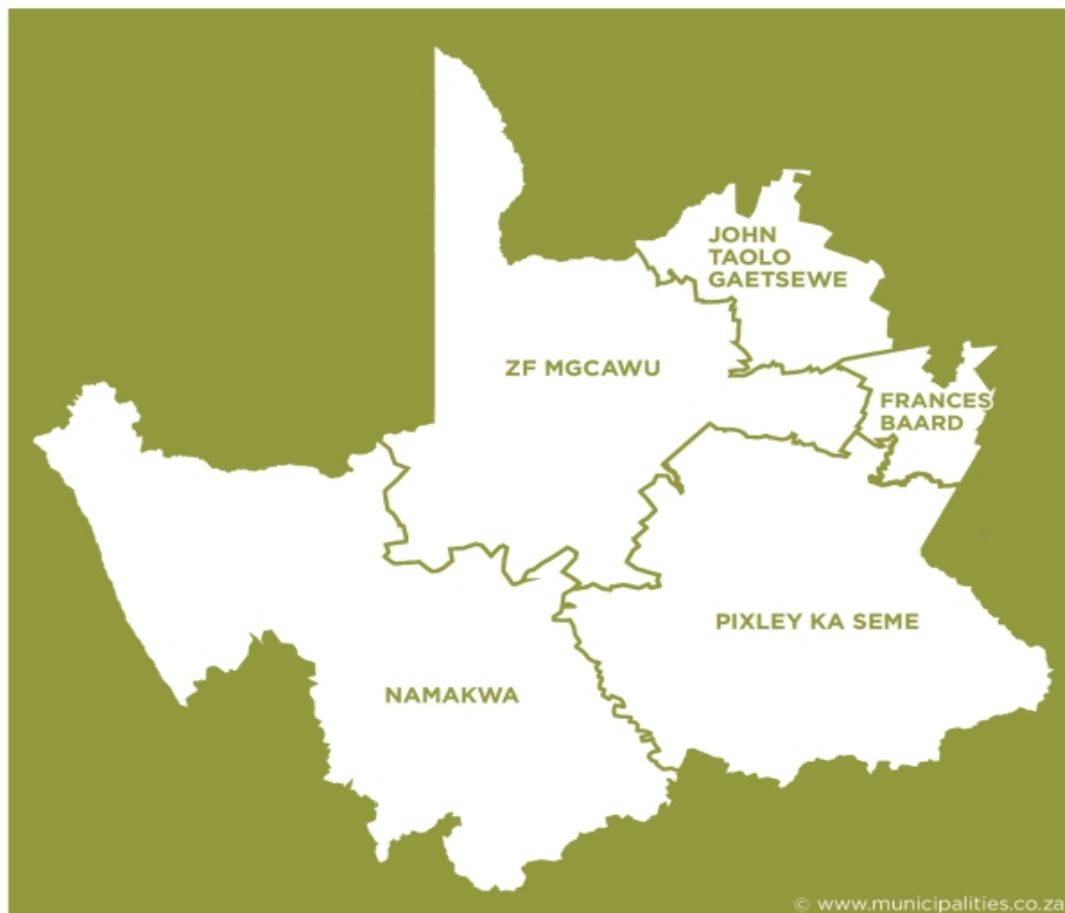 JOHN
TAOLO
GAETSEWE
ZF MGCAWU
FRANCES
BAARD
PIXLEY KA SEME
NAMAKWA
© www.municipalities.co.za